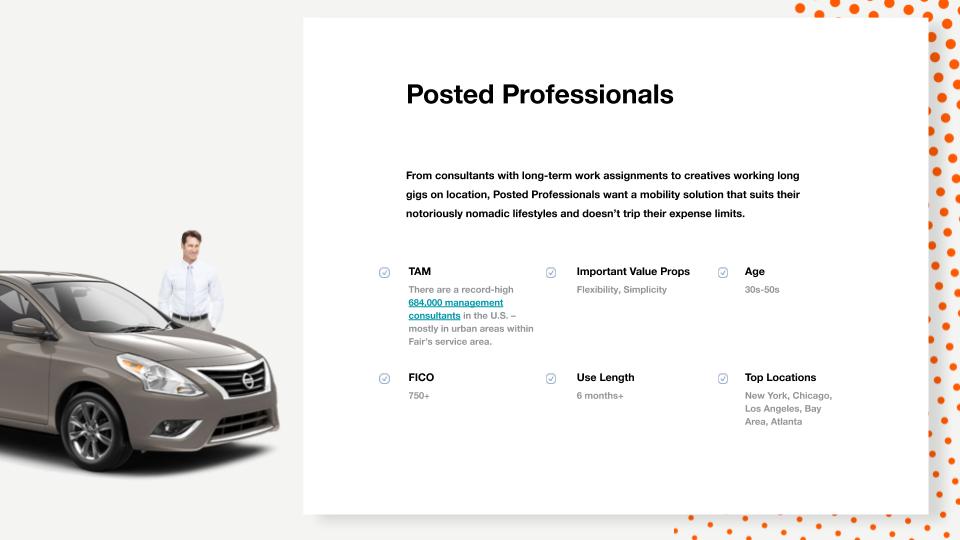 Posted Professionals
From consultants with long-term work assignments to creatives working long
gigs on location, Posted Professionals want a mobility solution that suits their
notoriously nomadic lifestyles and doesn’t trip their expense limits.
TAM
There are a record-high
684,000 management
consultants in the U.S. –
mostly in urban areas within
Fair’s service area.
Important Value Props
Flexibility, Simplicity
Age
30s-50s
FICO
750+
Use Length
6 months+
Top Locations
New York, Chicago,
Los Angeles, Bay
Area, Atlanta